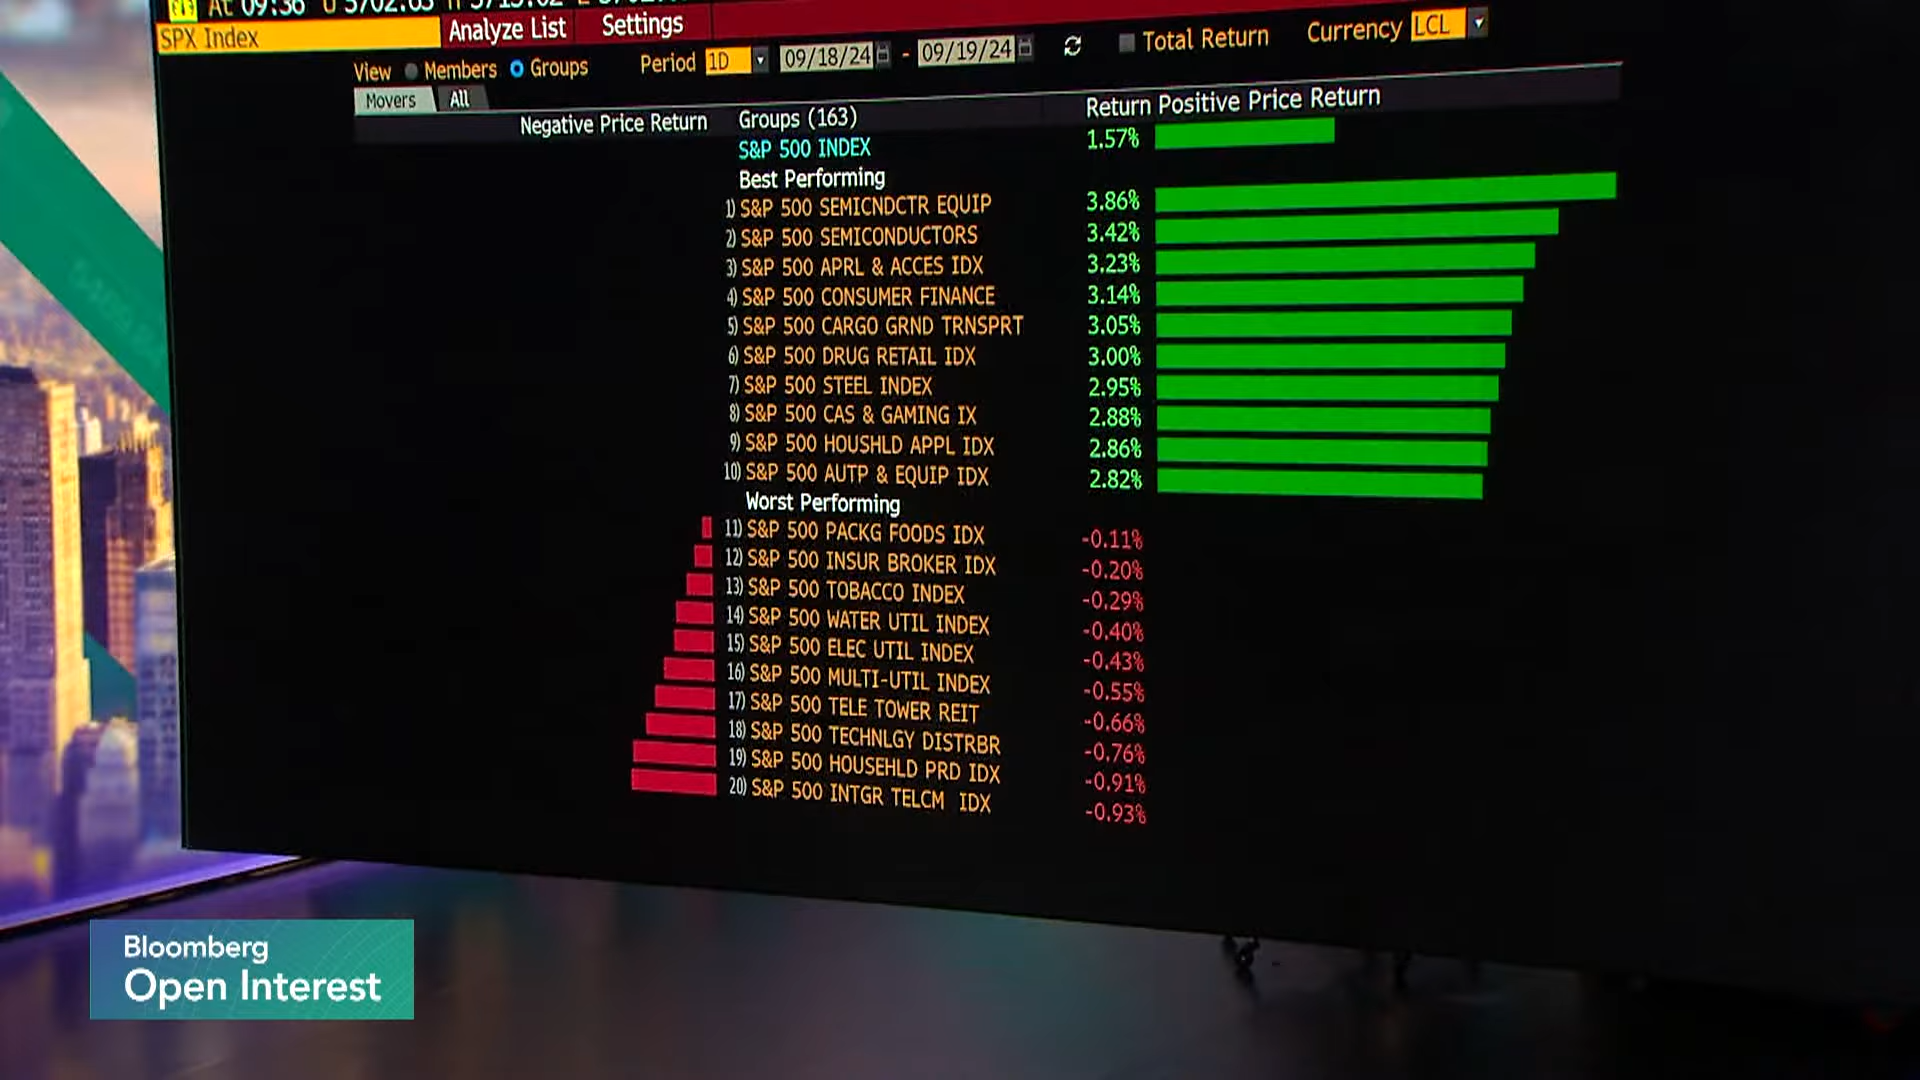 At 09:36
SPX Index
Analyze List
Settings
View Members Groups Period 1D 09/18/24 - 09/19/24 Total Return Currency LCL
Movers All
Negative Price Return Groups (163) Return Positive Price Return
S&P 500 INDEX 1.57%
Best Performing
1) S&P 500 SEMICNDCTR EQUIP 3.86%
2) S&P 500 SEMICONDUCTORS 3.42%
3) S&P 500 APRL & ACCES IDX 3.23%
4) S&P 500 CONSUMER FINANCE 3.14%
5) S&P 500 CARGO GRND TRNSPRT 3.05%
6) S&P 500 DRUG RETAIL IDX 3.00%
7) S&P 500 STEEL INDEX 2.95%
8) S&P 500 CAS & GAMING IX 2.88%
9) S&P 500 HOUSHLD APPL IDX 2.86%
10) S&P 500 AUTP & EQUIP IDX 2.82%
Worst Performing
11) S&P 500 PACKG FOODS IDX -0.11%
12) S&P 500 INSUR BROKER IDX -0.20%
13) S&P 500 TOBACCO INDEX -0.29%
14) S&P 500 WATER UTIL INDEX -0.40%
15) S&P 500 ELEC UTIL INDEX -0.43%
16) S&P 500 MULTI-UTIL INDEX -0.55%
17) S&P 500 TELE TOWER REIT -0.66%
18) S&P 500 TECHNLGY DISTRBR -0.76%
19) S&P 500 HOUSEHLD PRD IDX -0.91%
20) S&P 500 INTGR TELCM IDX -0.93%
Bloomberg
Open Interest